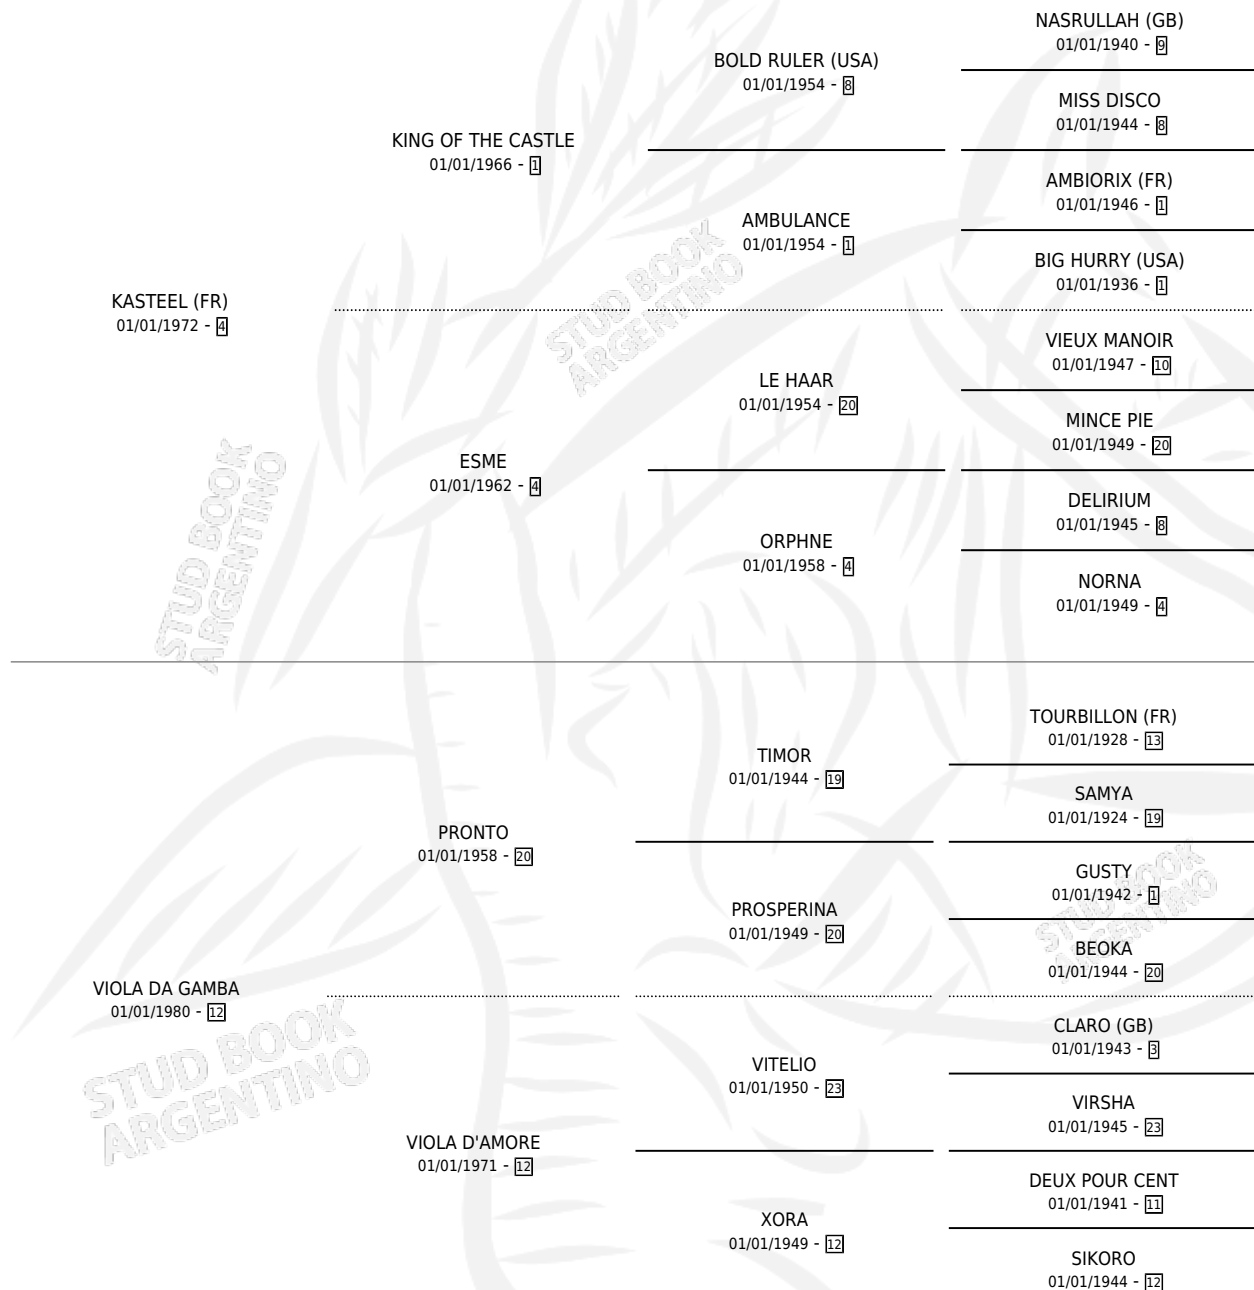 NASRULLAH (GB)
01/01/1940 - 9
BOLD RULER (USA)
01/01/1954 - 8
MISS DISCO
01/01/1944 - 8
KING OF THE CASTLE
01/01/1966 - 1
AMBIORIX (FR)
01/01/1946 - 1
AMBULANCE
01/01/1954 - 1
BIG HURRY (USA)
01/01/1936 - 1
KASTEEL (FR)
01/01/1972 - 4
VIEUX MANOIR
01/01/1947 - 10
LE HAAR
01/01/1954 - 20
MINCE PIE
01/01/1949 - 20
ESME
01/01/1962 - 4
DELIRIUM
01/01/1945 - 8
ORPHNE
01/01/1958 - 4
NORNA
01/01/1949 - 4
TOURBILLON (FR)
01/01/1928 - 13
TIMOR
01/01/1944 - 19
SAMYA
01/01/1924 - 19
PRONTO
01/01/1958 - 20
GUSTY
01/01/1942 - 1
PROSPERINA
01/01/1949 - 20
BEOKA
01/01/1944 - 20
VIOLA DA GAMBA
01/01/1980 - 12
CLARO (GB)
01/01/1943 - 3
VITELIO
01/01/1950 - 23
VIRSHA
01/01/1945 - 23
VIOLA D'AMORE
01/01/1971 - 12
DEUX POUR CENT
01/01/1941 - 11
XORA
01/01/1949 - 12
SIKORO
01/01/1944 - 12
STUD BOOK
ARGENTINO
STUD BOOK
ARGENTINO
STUD BOOK
ARGENTINO
STUD BOOK
ARGENTINO